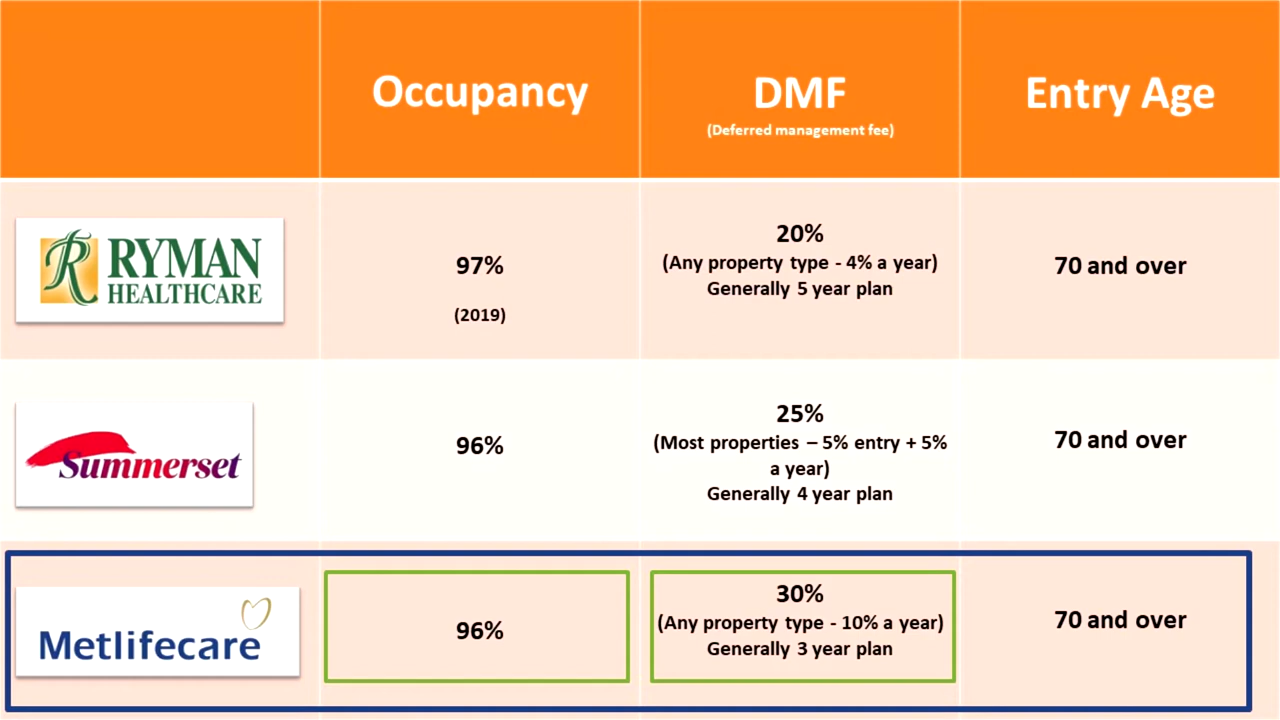 Occupancy
DMF
(Deferred management fee)
Entry Age
RYMAN
HEALTHCARE
97%
(2019)
20%
(Any property type - 4% a year)
Generally 5 year plan
70 and over
Summerset
96%
25%
(Most properties – 5% entry + 5%
a year)
Generally 4 year plan
70 and over
Metlifecare
96%
30%
(Any property type - 10% a year)
Generally 3 year plan
70 and over